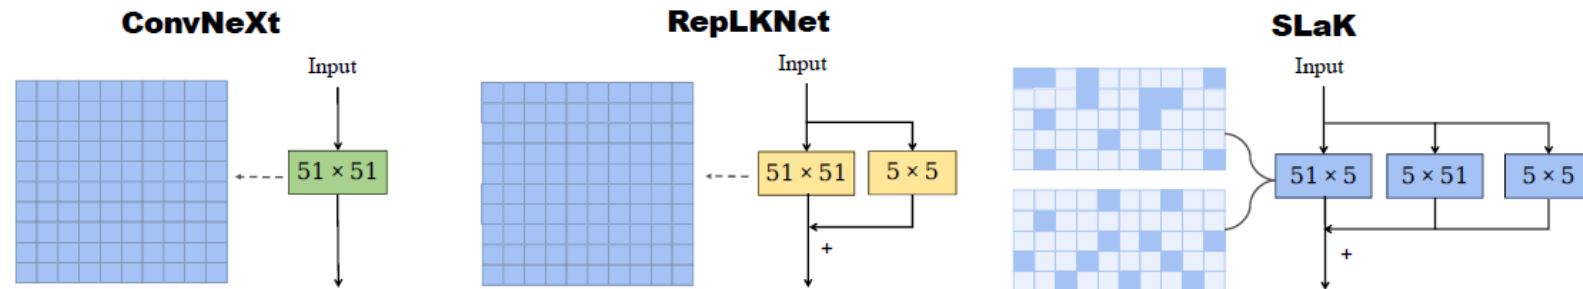 ConvNeXt
Input
51 × 51
RepLKNet
Input
51 × 51
5 × 5
+
SLaK
Input
51 × 5
5 × 51
5 × 5
+